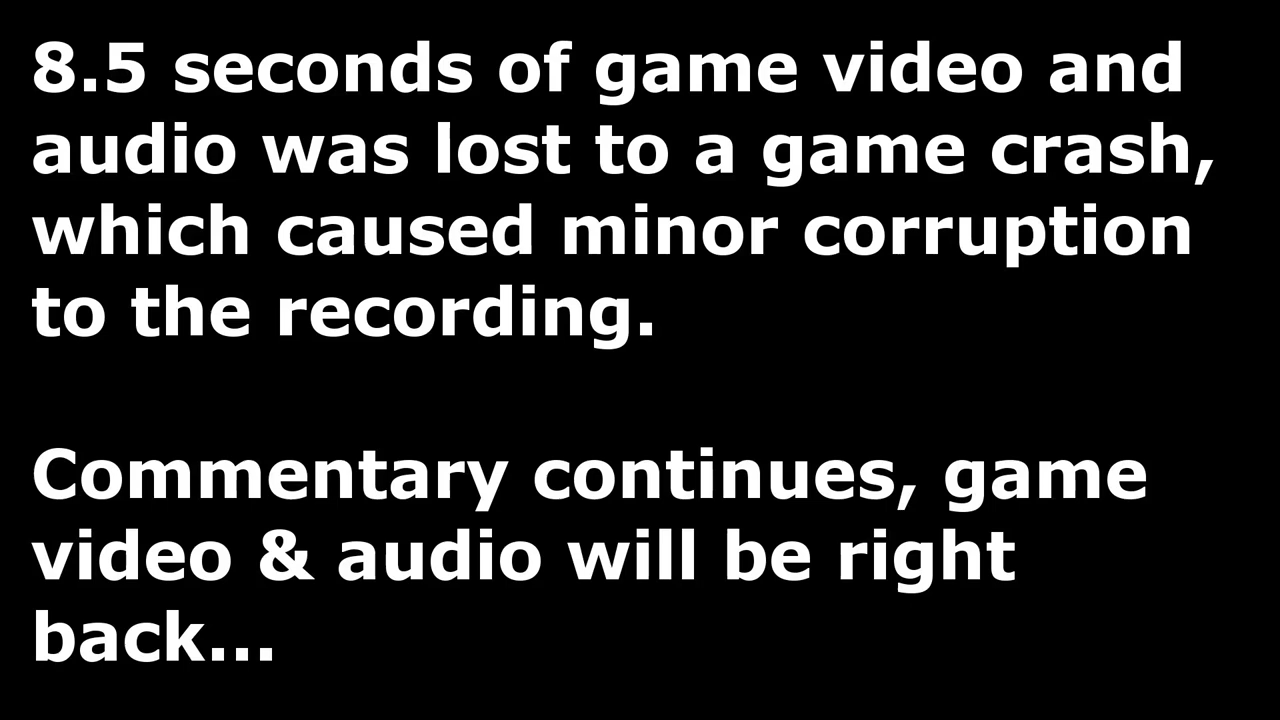 8.5 seconds of game video and
audio was lost to a game crash,
which caused minor corruption
to the recording.
Commentary continues, game
video & audio will be right
back...